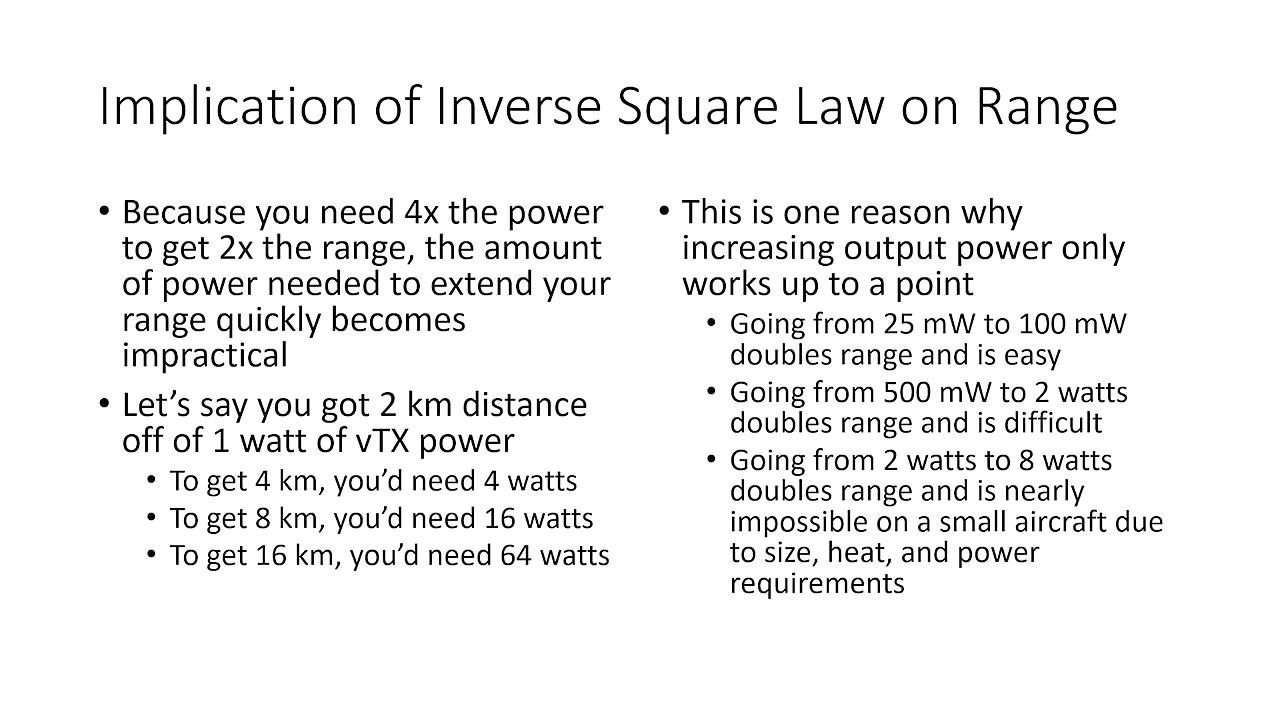 Implication of Inverse Square Law on Range
• Because you need 4x the power
to get 2x the range, the amount
of power needed to extend your
range quickly becomes
impractical
• Let’s say you got 2 km distance
off of 1 watt of vTX power
• To get 4 km, you’d need 4 watts
• To get 8 km, you’d need 16 watts
• To get 16 km, you’d need 64 watts
• This is one reason why
increasing output power only
works up to a point
• Going from 25 mW to 100 mW
doubles range and is easy
• Going from 500 mW to 2 watts
doubles range and is difficult
• Going from 2 watts to 8 watts
doubles range and is nearly
impossible on a small aircraft due
to size, heat, and power
requirements